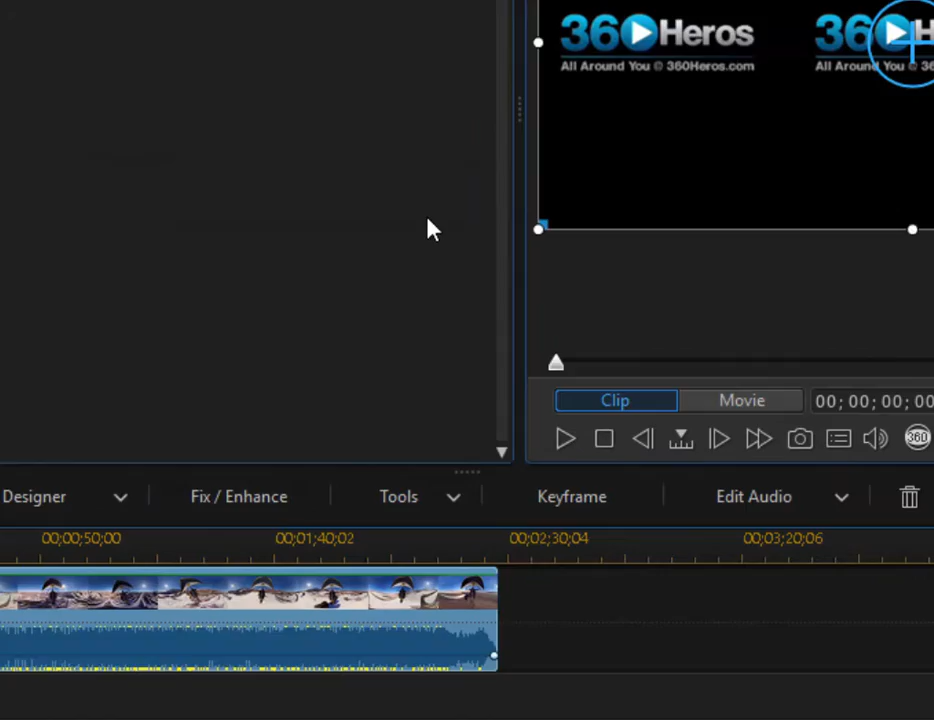 360 Heros
360 H
All Around You @ 360Heros.com
All Around You @ 36
Clip
Movie
00; 00; 00; 00
360
Designer
Fix / Enhance
Tools
Keyframe
Edit Audio
00;00;50;00
00;01;40;02
00;02;30;04
00;03;20;06